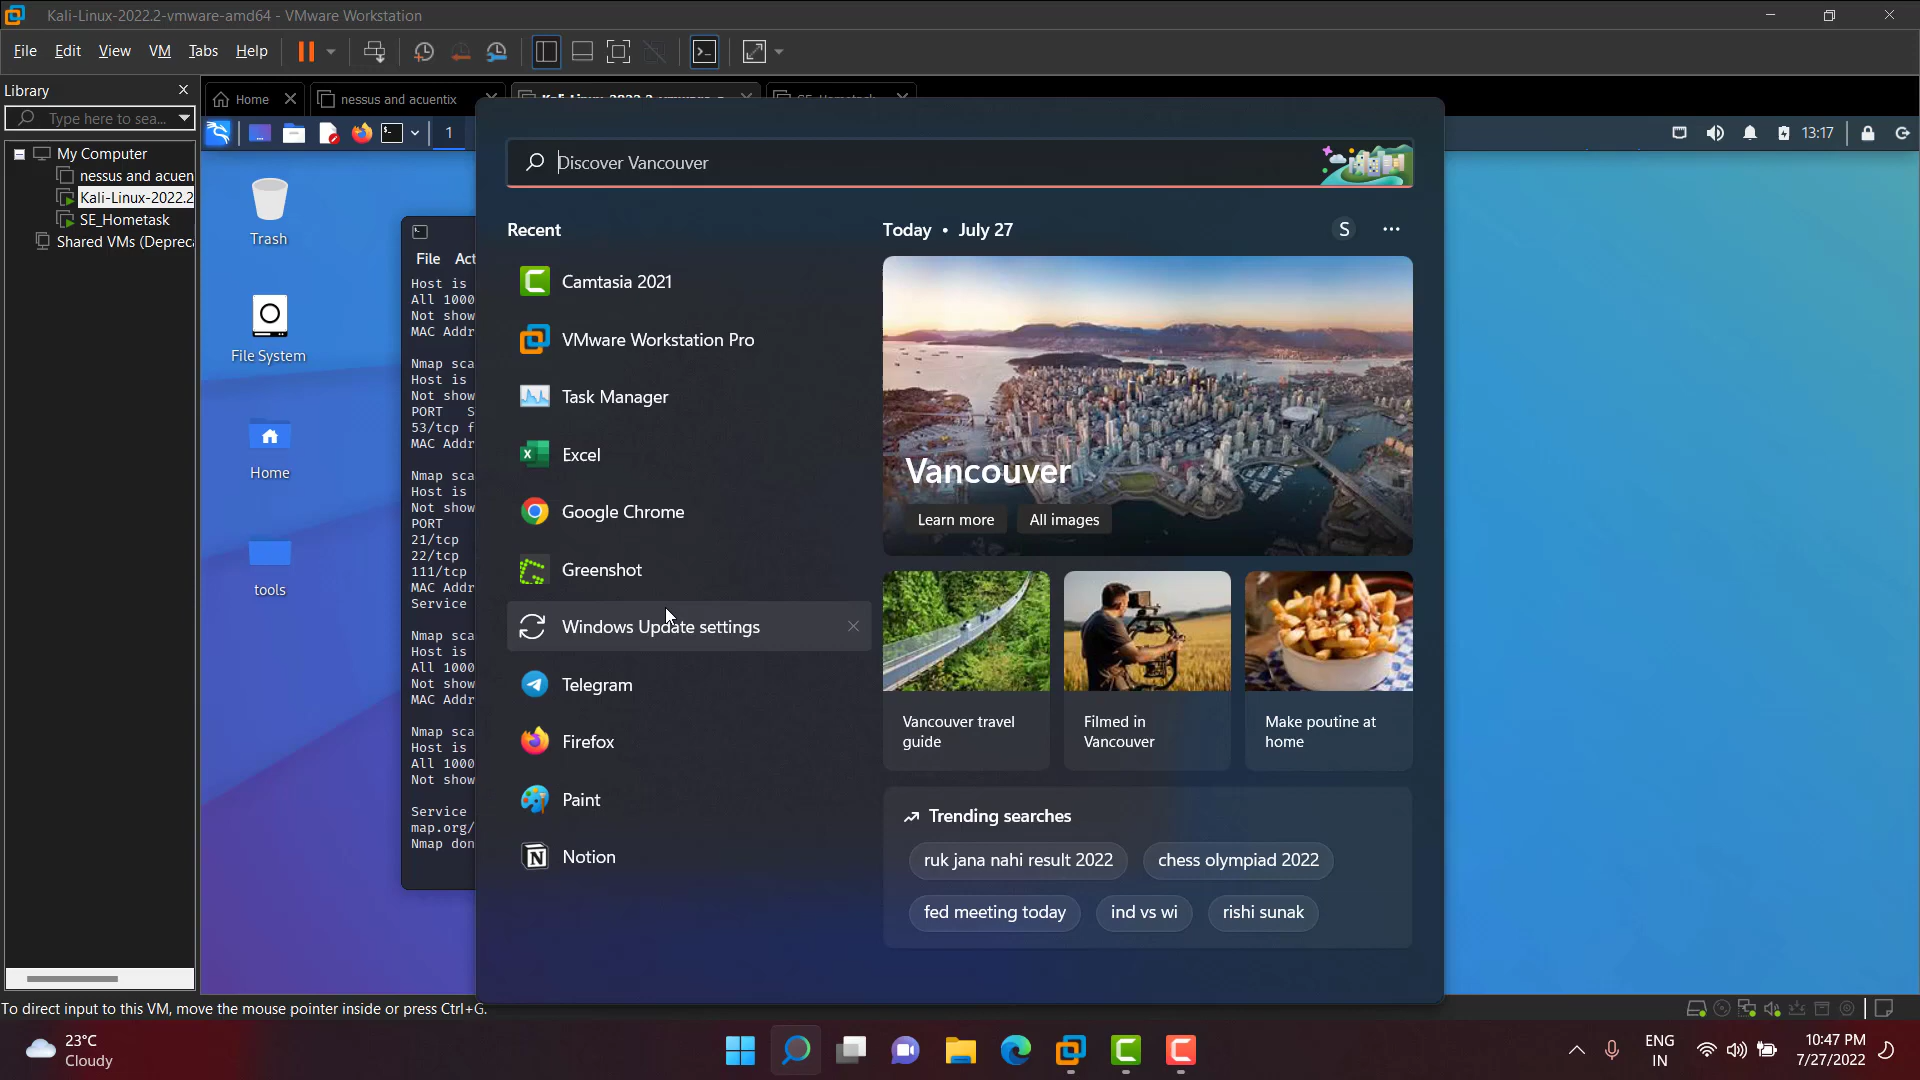 Kali-Linux-2022.2-vmware-amd64 - VMware Workstation
File Edit View VM Tabs Help
Library
Type here to sea...
My Computer
nessus and acuen
Kali-Linux-2022.2
SE_Hometask
Shared VMs (Depreca
Home
nessus and acuentix
1
13:17
Trash
File System
Home
tools
File Act
Host is
All 1000
Not show
MAC Addr
Nmap sca
Host is
Not show
PORT S
53/tcp f
MAC Addr
Nmap sca
Host is
Not show
PORT
21/tcp
22/tcp
111/tcp
MAC Addr
Service
Nmap sca
Host is
All 1000
Not show
MAC Addr
Nmap sca
Host is
All 1000
Not show
Service
map.org/
Nmap don
Discover Vancouver
Recent
Camtasia 2021
VMware Workstation Pro
Task Manager
Excel
Google Chrome
Greenshot
Windows Update settings
Telegram
Firefox
Paint
Notion
Today • July 27
S
Vancouver
Learn more
All images
Vancouver travel
guide
Filmed in
Vancouver
Make poutine at
home
Trending searches
ruk jana nahi result 2022
chess olympiad 2022
fed meeting today
ind vs wi
rishi sunak
To direct input to this VM, move the mouse pointer inside or press Ctrl+G.
23°C
Cloudy
ENG
IN
10:47 PM
7/27/2022